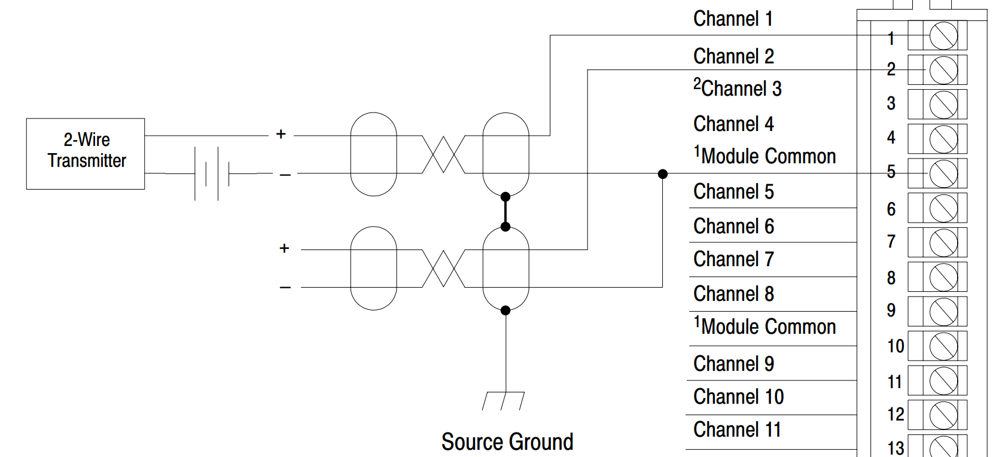 Channel 1
1
Channel 2
2
2Channel 3
3
Channel 4
4
2-Wire
Transmitter
+
–
1Module Common
5
Channel 5
6
Channel 6
7
+
–
Channel 7
8
Channel 8
9
1Module Common
10
Channel 9
11
Channel 10
12
Channel 11
13
Source Ground